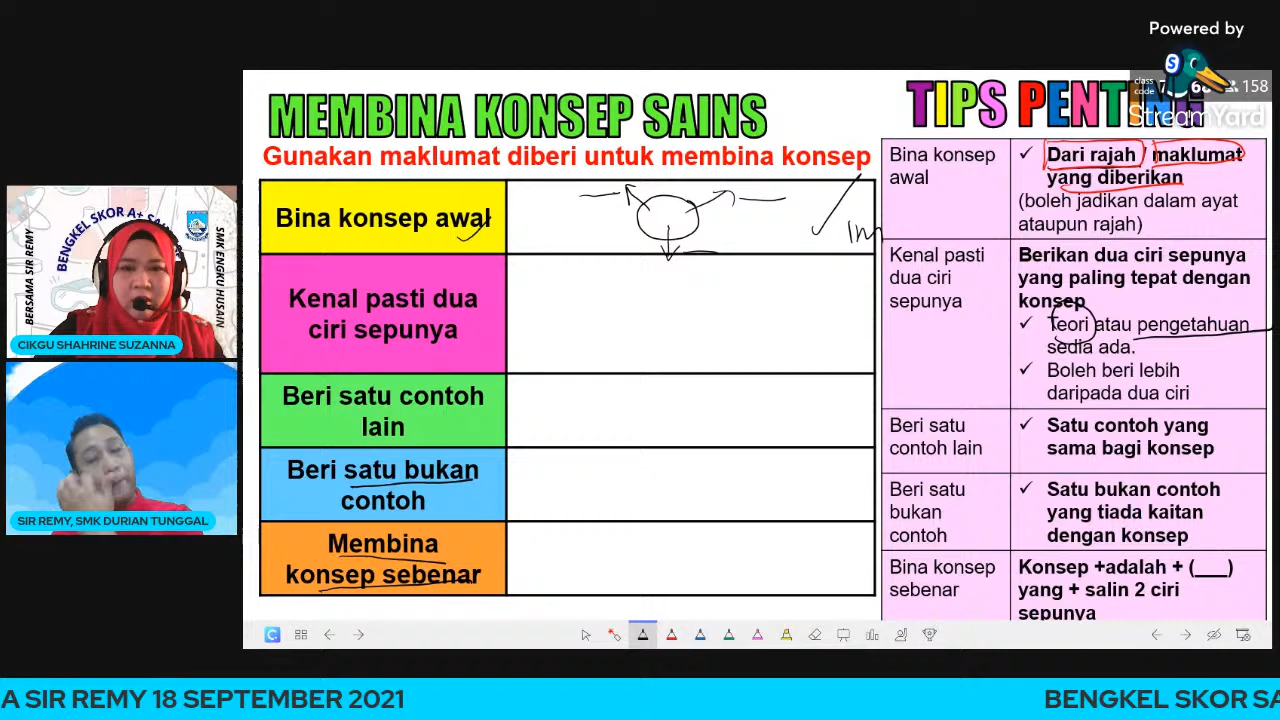 Powered by
class
code
158
StreamYard
MEMBINA KONSEP SAINS
Gunakan maklumat diberi untuk membina konsep
Bina konsep awal
Kenal pasti dua
ciri sepunya
Beri satu contoh
lain
Beri satu bukan
contoh
Membina
konsep sebenar
TIPS PENTING
Bina konsep
awal
✓ Dari rajah / maklumat
yang diberikan
(boleh jadikan dalam ayat
ataupun rajah)
Kenal pasti
dua ciri
sepunya
Berikan dua ciri sepunya
yang paling tepat dengan
konsep
✓ Teori atau pengetahuan
sedia ada.
✓ Boleh beri lebih
daripada dua ciri
Beri satu
contoh lain
✓ Satu contoh yang
sama bagi konsep
Beri satu
bukan
contoh
✓ Satu bukan contoh
yang tiada kaitan
dengan konsep
Bina konsep
sebenar
Konsep +adalah + (___)
yang + salin 2 ciri
sepunya
BERSAMA SIR REMY
BENGKEL SKOR A+
SMK ENGKU HUSAIN
CIKGU SHAHRINE SUZANNA
SIR REMY, SMK DURIAN TUNGGAL
A SIR REMY 18 SEPTEMBER 2021
BENGKEL SKOR SA